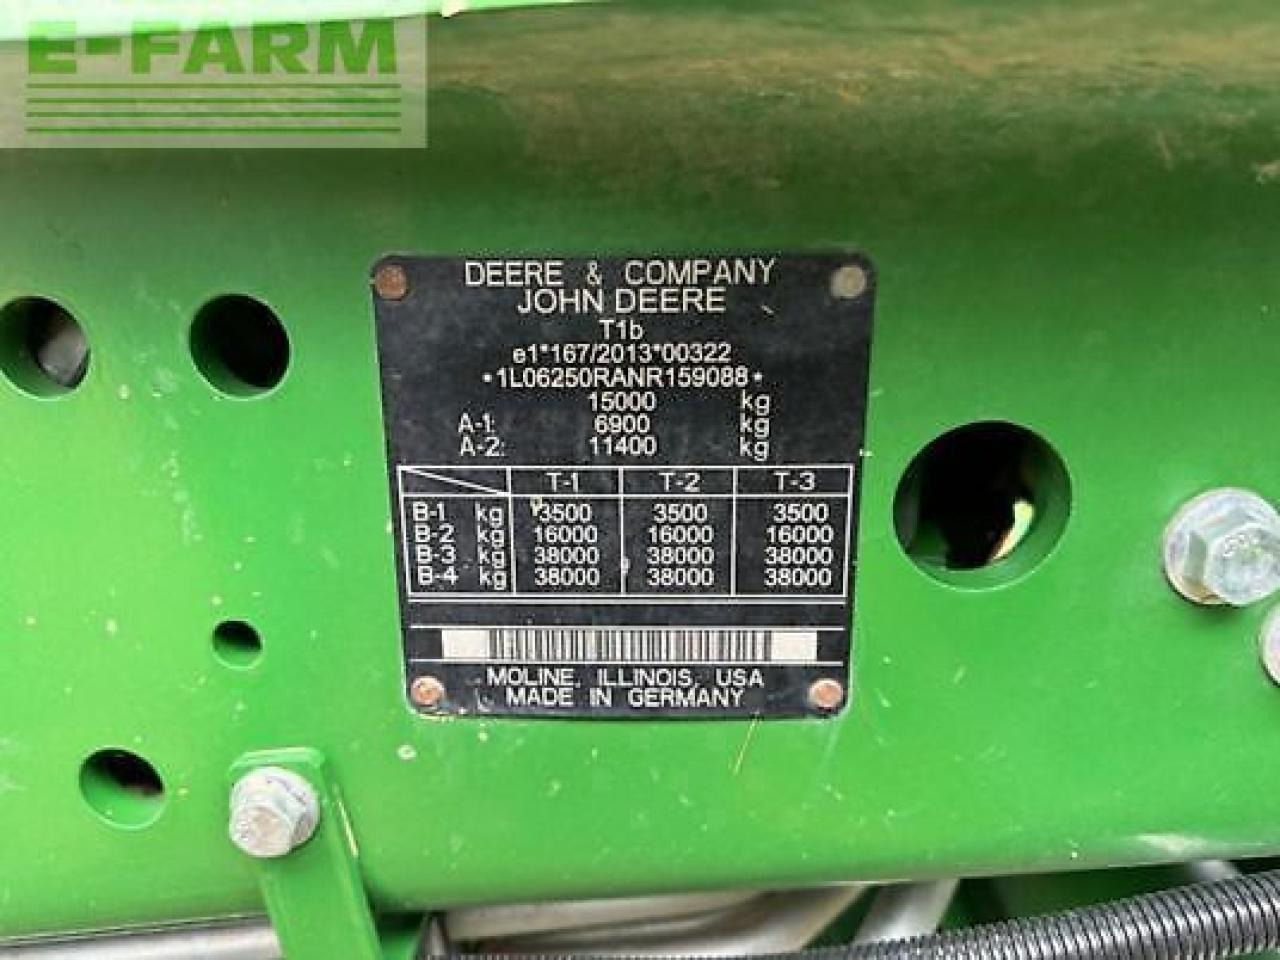 E-FARM
DEERE & COMPANY
JOHN DEERE
T1b
e1*167/2013*00322
*1L06250RANR159088*
15000 kg
A-1: 6900 kg
A-2: 11400 kg
T-1 T-2 T-3
B-1 kg 3500 3500 3500
B-2 kg 16000 16000 16000
B-3 kg 38000 38000 38000
B-4 kg 38000 38000 38000
MOLINE, ILLINOIS, USA
MADE IN GERMANY